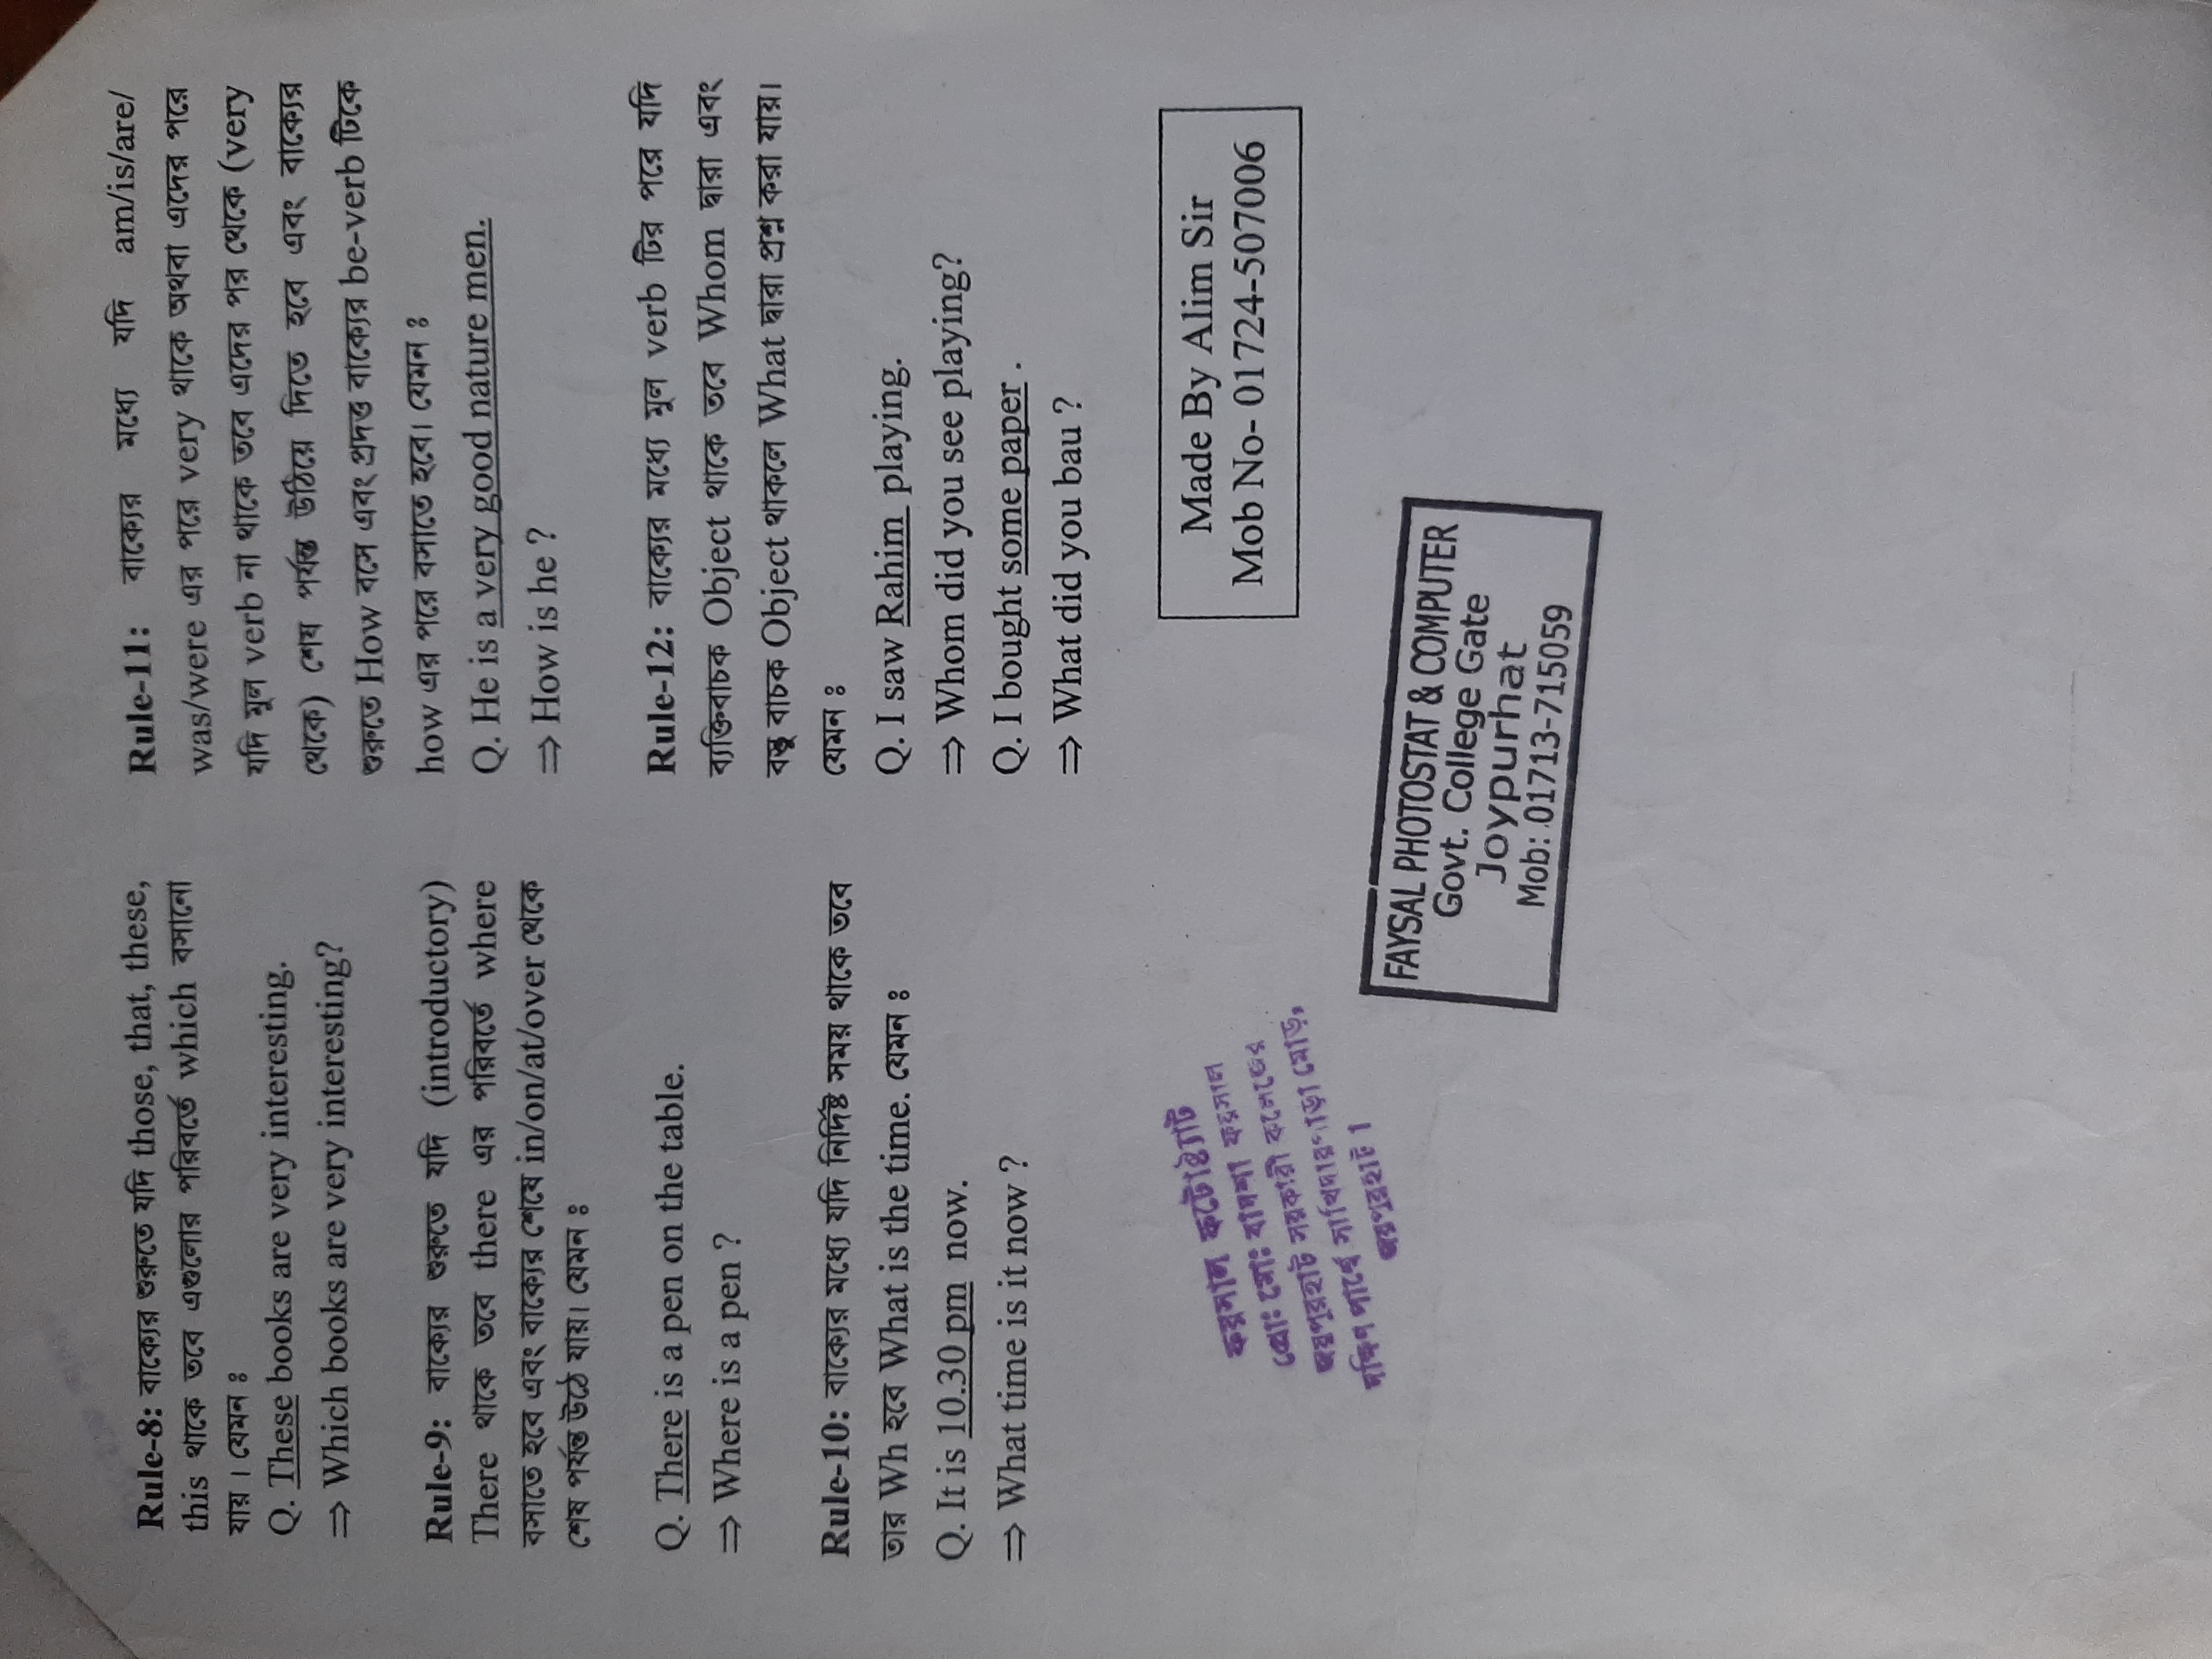 Rule-8: বাক্যের শুরুতে যদি those, that, these,
this থাকে তবে এগুলোর পরিবর্তে which বসানো
যায় । যেমন ঃ
Q. These books are very interesting.
⇒ Which books are very interesting?
Rule-9: বাক্যের শুরুতে যদি (introductory)
There থাকে তবে there এর পরিবর্তে where
বসাতে হবে এবং বাক্যের শেষে in/on/at/over থেকে
শেষ পর্যন্ত উঠে যায়। যেমন ঃ
Q. There is a pen on the table.
⇒ Where is a pen ?
Rule-10: বাক্যের মধ্যে যদি নির্দিষ্ট সময় থাকে তবে
তার Wh হবে What is the time. যেমন ঃ
Q. It is 10.30 pm now.
⇒ What time is it now ?
Rule-11: বাক্যের মধ্যে যদি am/is/are/
was/were এর পরে very থাকে অথবা এদের পরে
যদি মুল verb না থাকে তবে এদের পর থেকে (very
থেকে) শেষ পর্যন্ত উঠিয়ে দিতে হবে এবং বাক্যের
শুরুতে How বসে এবং প্রদত্ত বাক্যের be-verb টিকে
how এর পরে বসাতে হবে। যেমন ঃ
Q. He is a very good nature men.
⇒ How is he ?
Rule-12: বাক্যের মধ্যে মুল verb টির পরে যদি
ব্যক্তিবাচক Object থাকে তবে Whom দ্বারা এবং
বস্তু বাচক Object থাকলে What দ্বারা প্রশ্ন করা যায়।
যেমন ঃ
Q. I saw Rahim playing.
⇒ Whom did you see playing?
Q. I bought some paper .
⇒ What did you bau ?
Made By Alim Sir
Mob No- 01724-507006
ফয়সাল ফটোষ্ট্যাট
প্রোঃ মোঃ বাদশা ফয়সাল
জয়পুরহাট সরকারী কলেজের
দক্ষিণ পার্শ্বে সাখিদারপাড়া মোড়,
জয়পুরহাট।
FAYSAL PHOTOSTAT & COMPUTER
Govt. College Gate
Joypurhat
Mob: 01713-715059